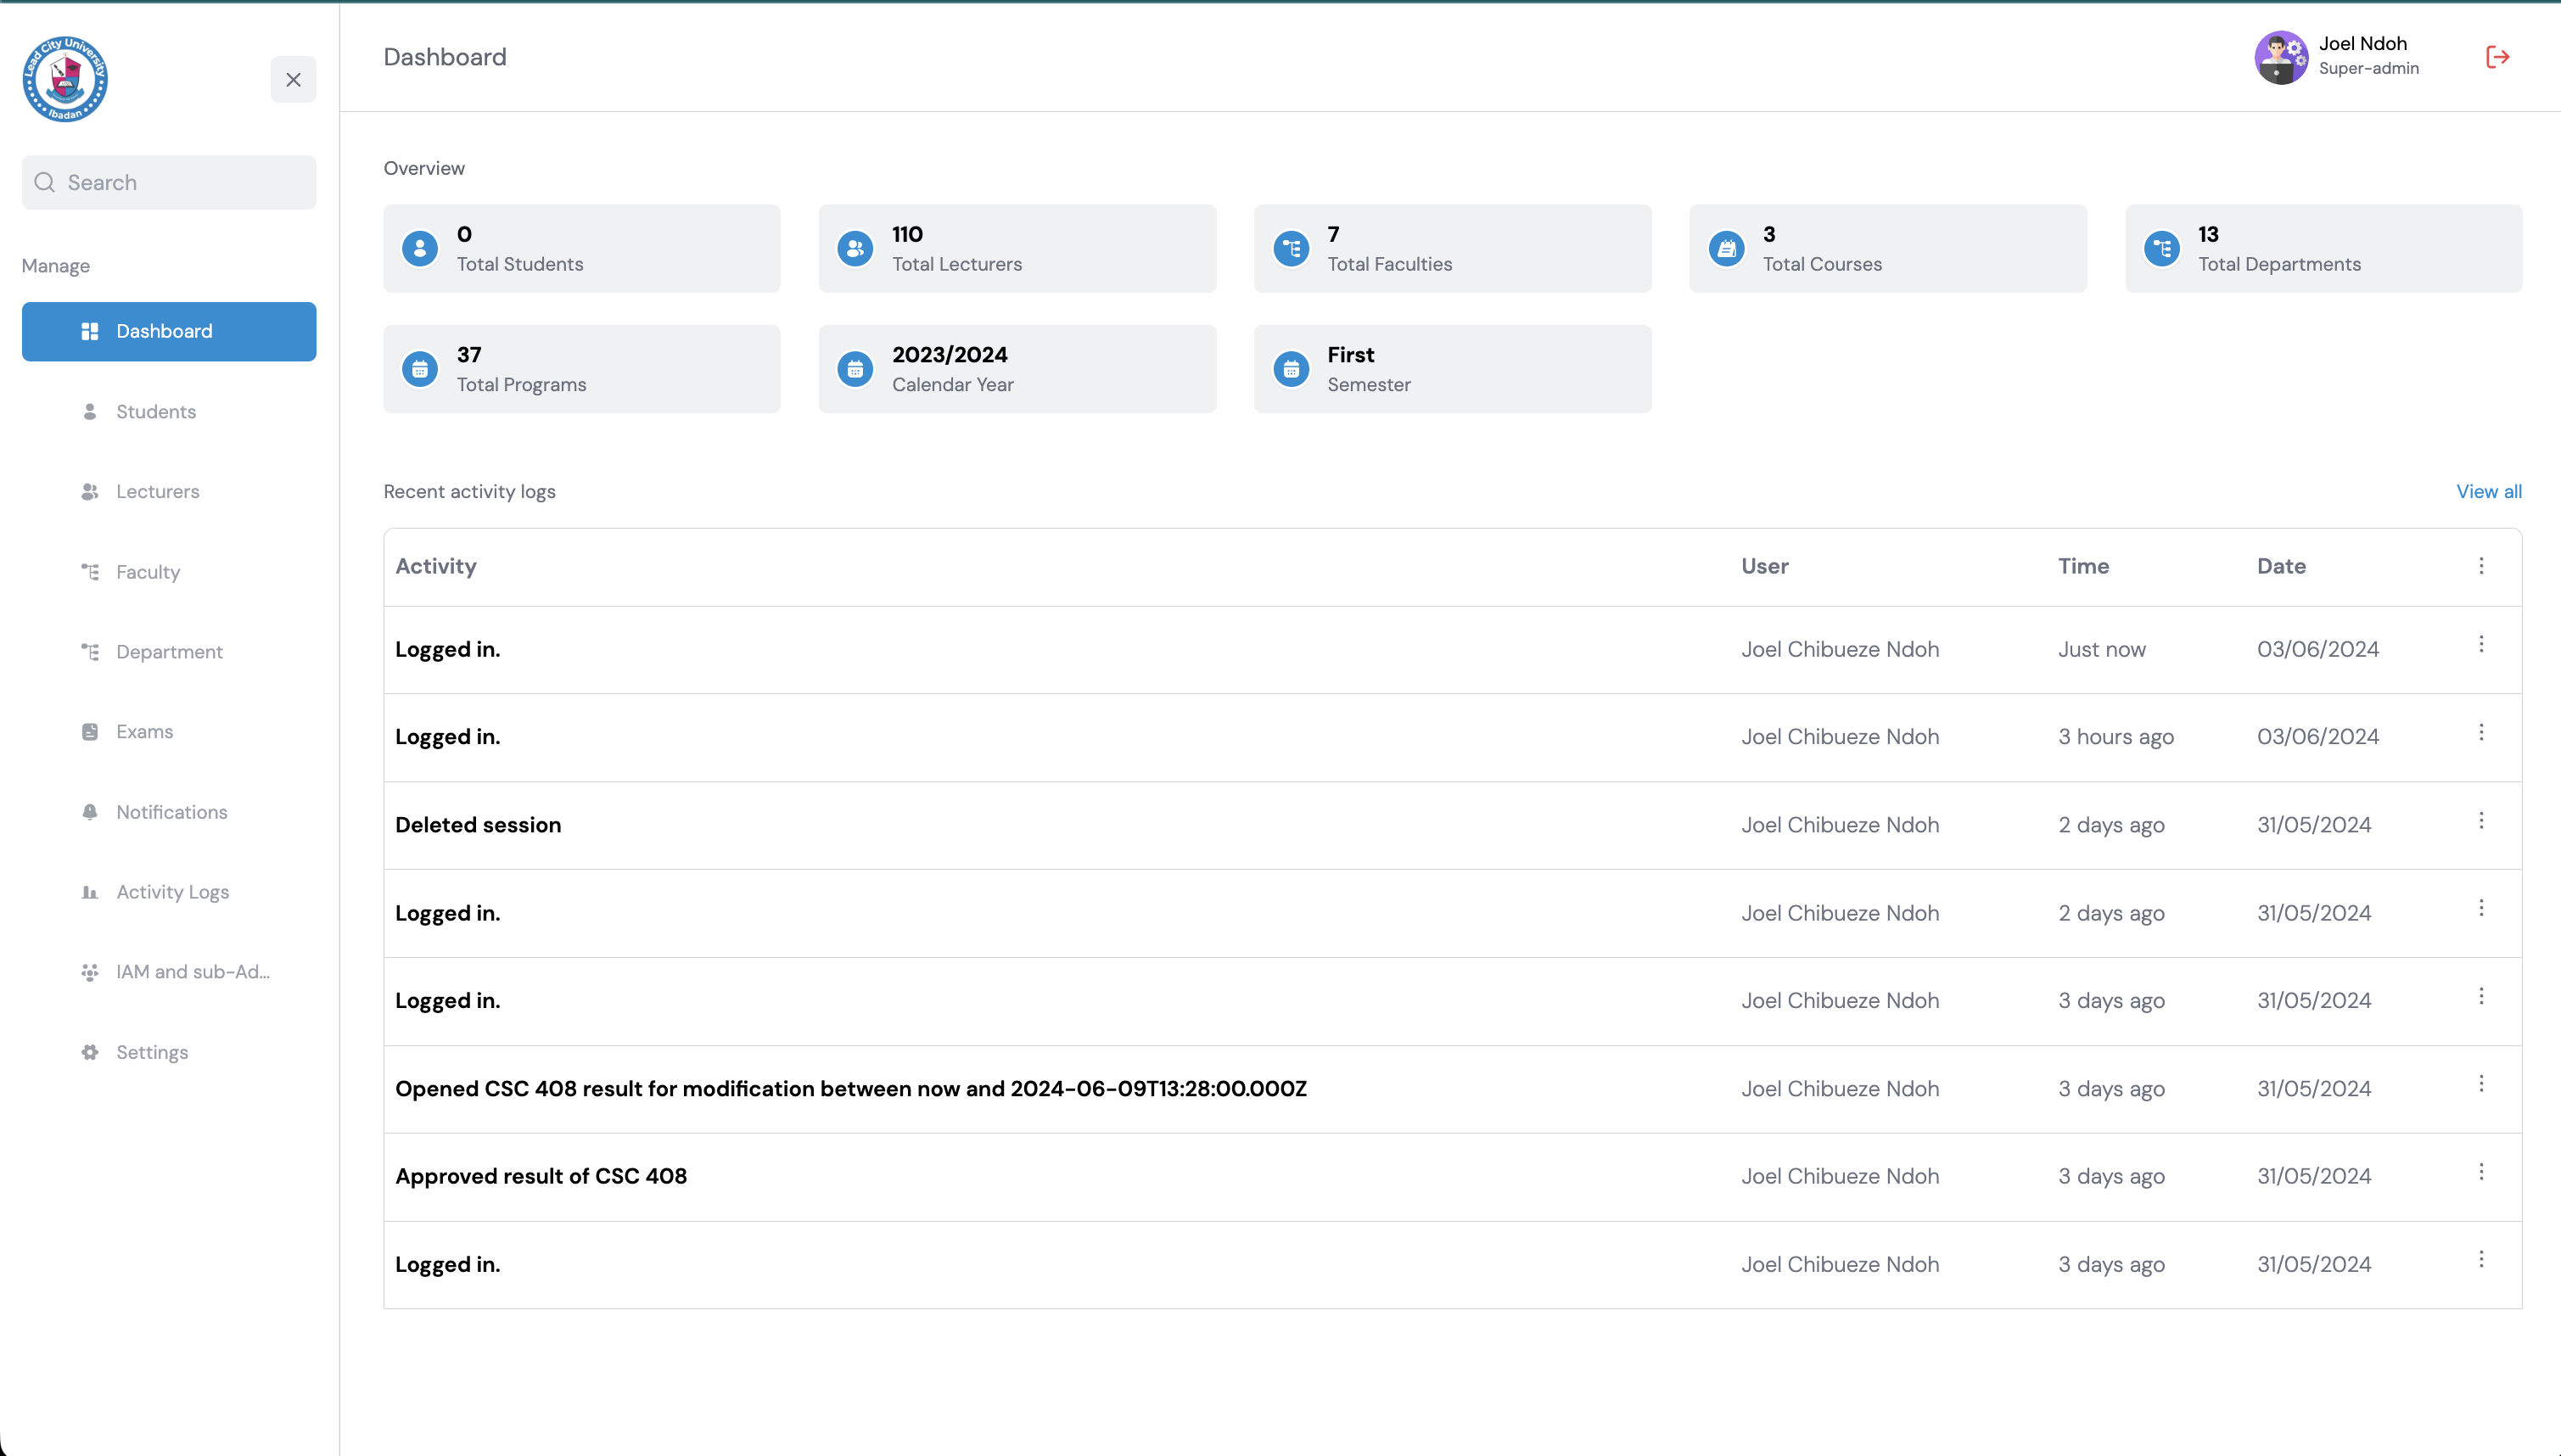 Lead City University
Ibadan
Search
Manage
Dashboard
Students
Lecturers
Faculty
Department
Exams
Notifications
Activity Logs
IAM and sub-Ad...
Settings
Dashboard
Joel Ndoh
Super-admin
Overview
0
Total Students
110
Total Lecturers
7
Total Faculties
3
Total Courses
13
Total Departments
37
Total Programs
2023/2024
Calendar Year
First
Semester
Recent activity logs
View all
Activity User Time Date
Logged in. Joel Chibueze Ndoh Just now 03/06/2024
Logged in. Joel Chibueze Ndoh 3 hours ago 03/06/2024
Deleted session Joel Chibueze Ndoh 2 days ago 31/05/2024
Logged in. Joel Chibueze Ndoh 2 days ago 31/05/2024
Logged in. Joel Chibueze Ndoh 3 days ago 31/05/2024
Opened CSC 408 result for modification between now and 2024-06-09T13:28:00.000Z Joel Chibueze Ndoh 3 days ago 31/05/2024
Approved result of CSC 408 Joel Chibueze Ndoh 3 days ago 31/05/2024
Logged in. Joel Chibueze Ndoh 3 days ago 31/05/2024